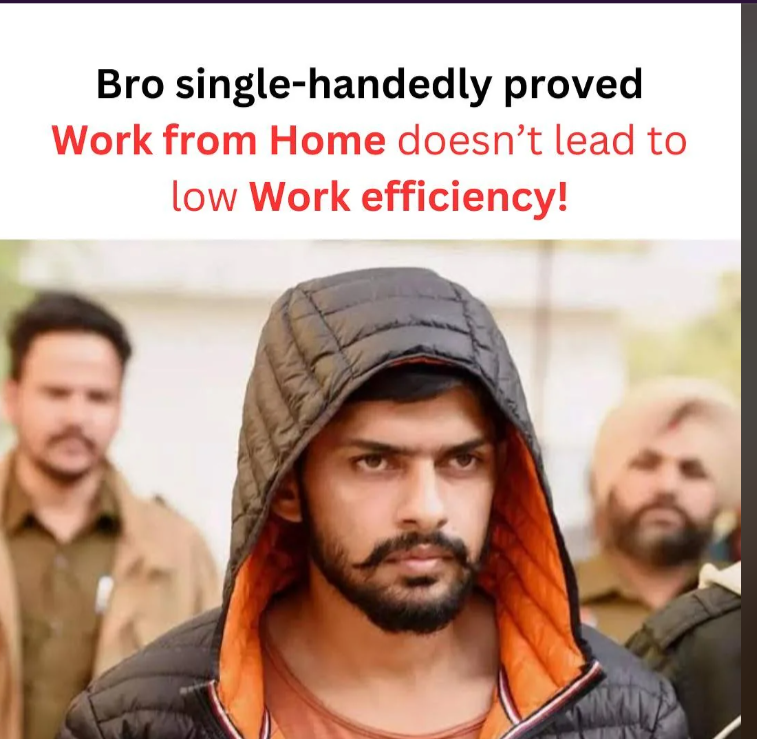 Bro single-handedly proved
Work from Home doesn’t lead to
low Work efficiency!